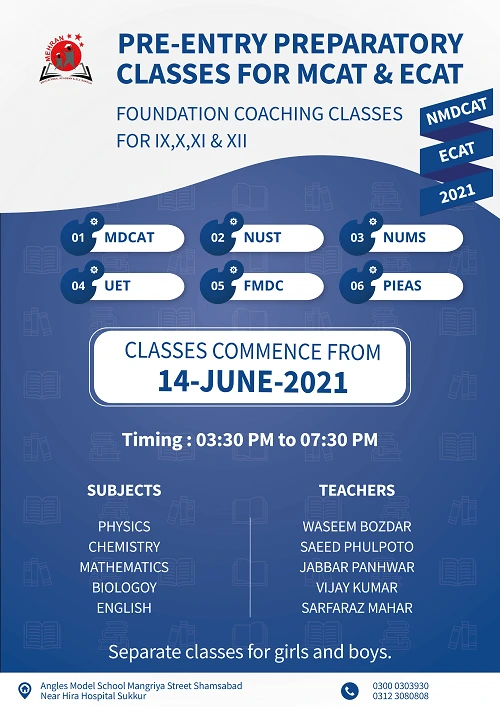 MEHRAN
PRE-ENTRY PREPARATORY
CLASSES FOR MCAT & ECAT
FOUNDATION COACHING CLASSES
FOR IX,X,XI & XII
NMDCAT
ECAT
2021
01 MDCAT
02 NUST
03 NUMS
04 UET
05 FMDC
06 PIEAS
CLASSES COMMENCE FROM
14-JUNE-2021
Timing : 03:30 PM to 07:30 PM
SUBJECTS
PHYSICS
CHEMISTRY
MATHEMATICS
BIOLOGOY
ENGLISH
TEACHERS
WASEEM BOZDAR
SAEED PHULPOTO
JABBAR PANHWAR
VIJAY KUMAR
SARFARAZ MAHAR
Separate classes for girls and boys.
Angles Model School Mangriya Street Shamsabad
Near Hira Hospital Sukkur
0300 0303930
0312 3080808